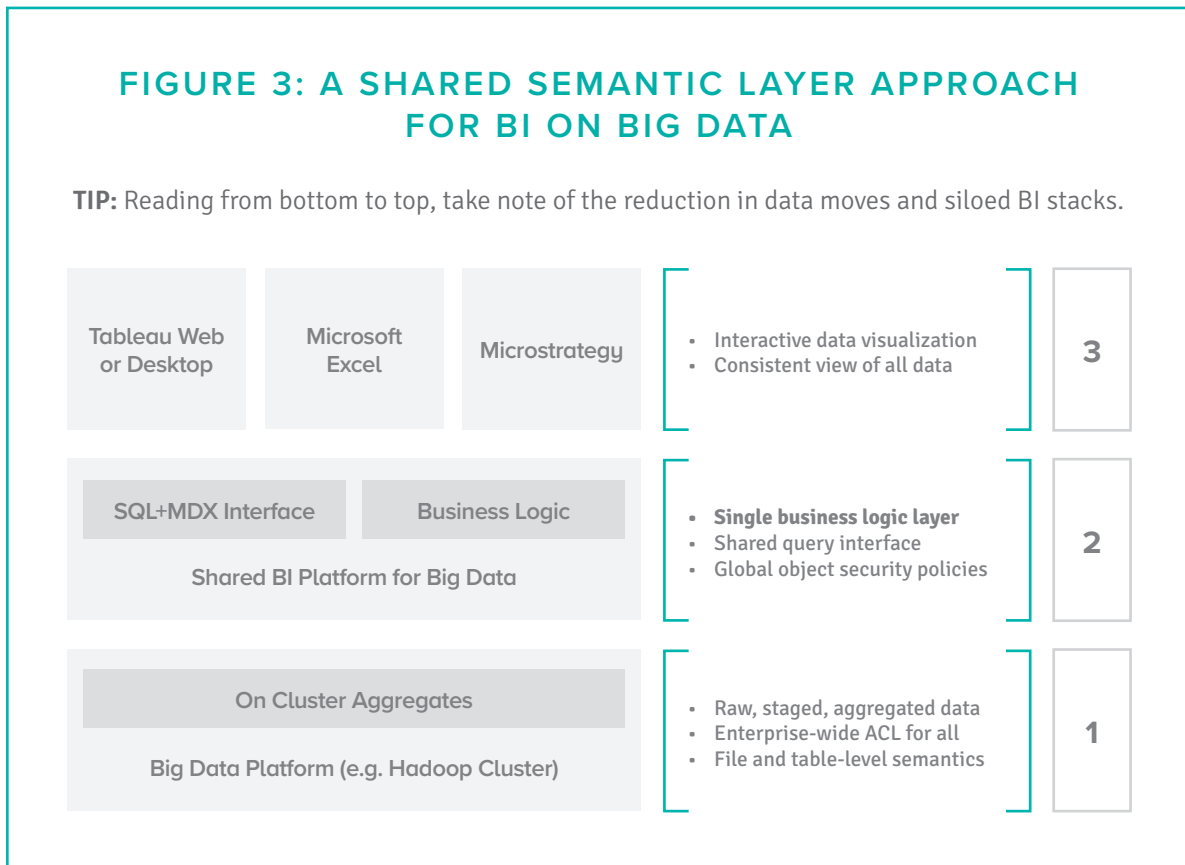 FIGURE 3: A SHARED SEMANTIC LAYER APPROACH
FOR BI ON BIG DATA
TIP: Reading from bottom to top, take note of the reduction in data moves and siloed BI stacks.
Tableau Web
or Desktop
Microsoft
Excel
Microstrategy
• Interactive data visualization
• Consistent view of all data
3
SQL+MDX Interface
Business Logic
Shared BI Platform for Big Data
• Single business logic layer
• Shared query interface
• Global object security policies
2
On Cluster Aggregates
Big Data Platform (e.g. Hadoop Cluster)
• Raw, staged, aggregated data
• Enterprise-wide ACL for all
• File and table-level semantics
1